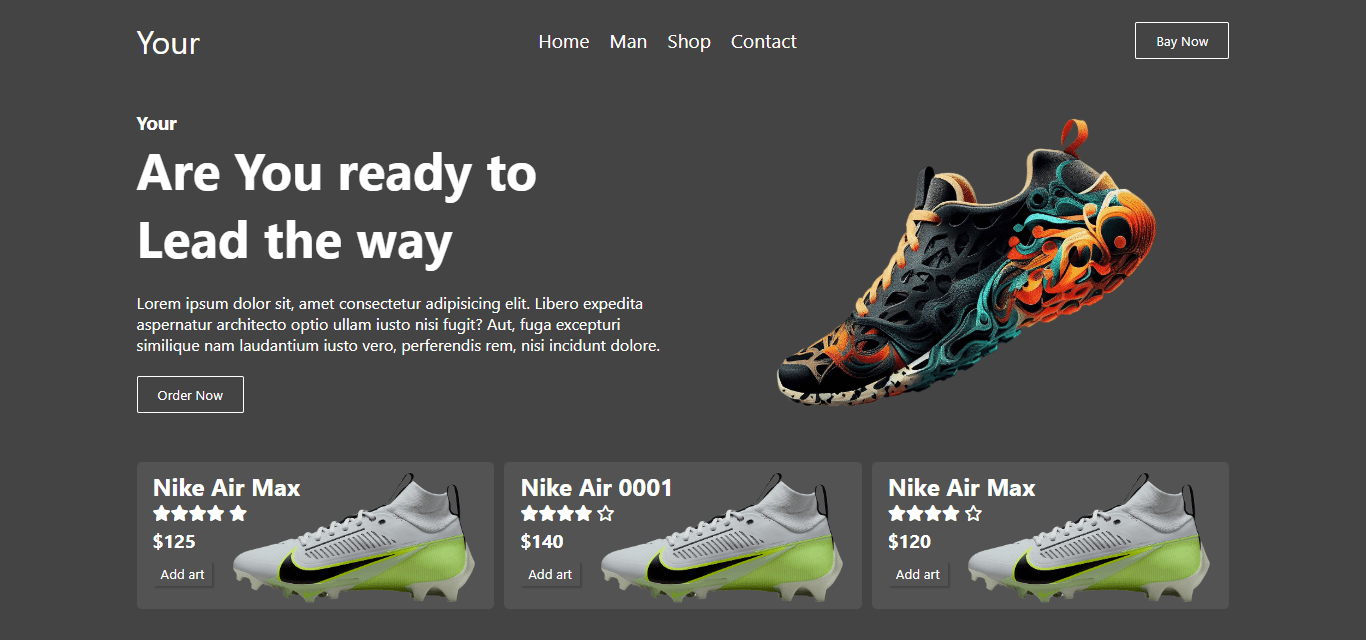 Your
Home Man Shop Contact
Bay Now
Your
Are You ready to
Lead the way
Lorem ipsum dolor sit, amet consectetur adipisicing elit. Libero expedita
aspernatur architecto optio ullam iusto nisi fugit? Aut, fuga excepturi
similique nam laudantium iusto vero, perferendis rem, nisi incidunt dolore.
Order Now
Nike Air Max
$125
Add art
Nike Air 0001
$140
Add art
Nike Air Max
$120
Add art